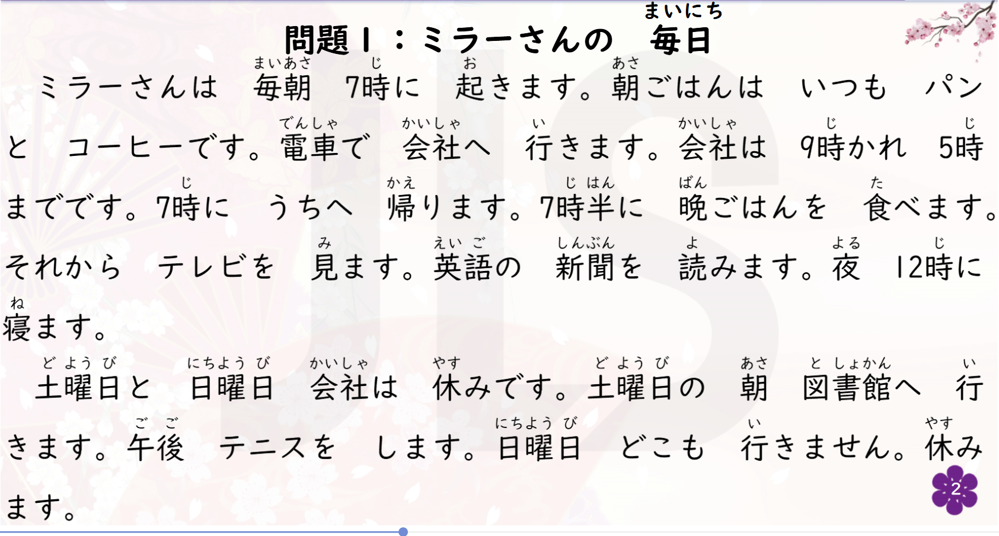 まいにち
問題1：ミラーさんの　毎日
まいあさ じ お あさ
ミラーさんは　毎朝　7時に　起きます。朝ごはんは　いつも　パン
でんしゃ かいしゃ い かいしゃ じ じ
と　コーヒーです。電車で　会社へ　行きます。会社は　9時かれ　5時
じ かえ じ はん ばん た
までです。7時に　うちへ　帰ります。7時半に　晩ごはんを　食べます。
み えい ご しんぶん よ よる じ
それから　テレビを　見ます。英語の　新聞を　読みます。夜　12時に
ね
寝ます。
ど よう び にちよう び かいしゃ やす ど よう び あさ と しょかん い
土曜日と　日曜日　会社は　休みです。土曜日の　朝　図書館へ　行
ご ご にちよう び い やす
きます。午後　テニスを　します。日曜日　どこも　行きません。休み
ます。
2
JLS